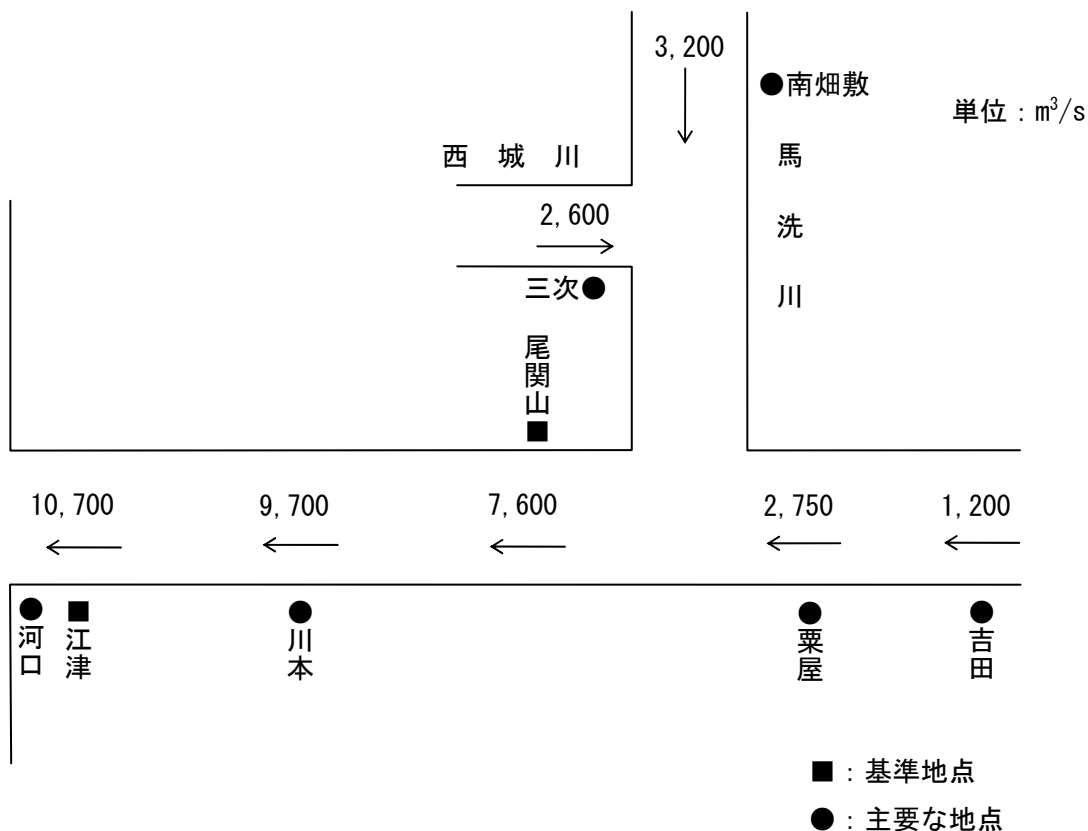 3,200
●南畑敷
単位：m³/s
西城川
馬洗川
2,600
三次●
尾関山
■
10,700
9,700
7,600
2,750
1,200
●
河口
■
江津
●
川本
●
粟屋
●
吉田
■：基準地点
●：主要な地点